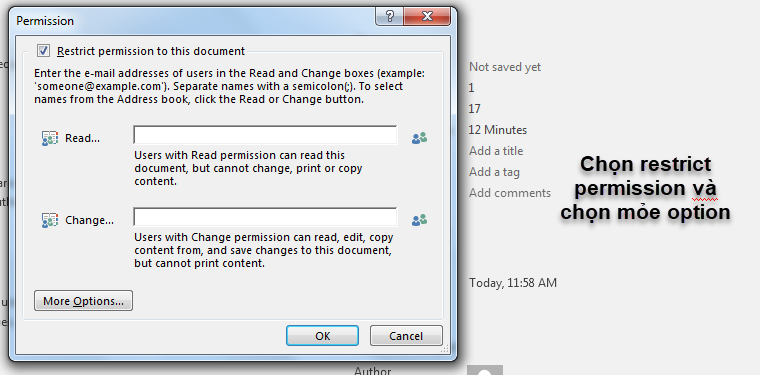 Permission
Restrict permission to this document
Enter the e-mail addresses of users in the Read and Change boxes (example:
'someone@example.com'). Separate names with a semicolon(;). To select
names from the Address book, click the Read or Change button.
Read...
Users with Read permission can read this
document, but cannot change, print or copy
content.
Change...
Users with Change permission can read, edit, copy
content from, and save changes to this document,
but cannot print content.
More Options...
OK
Cancel
Not saved yet
1
17
12 Minutes
Add a title
Add a tag
Add comments
Today, 11:58 AM
Author
Chọn restrict
permission và
chọn mỏe option